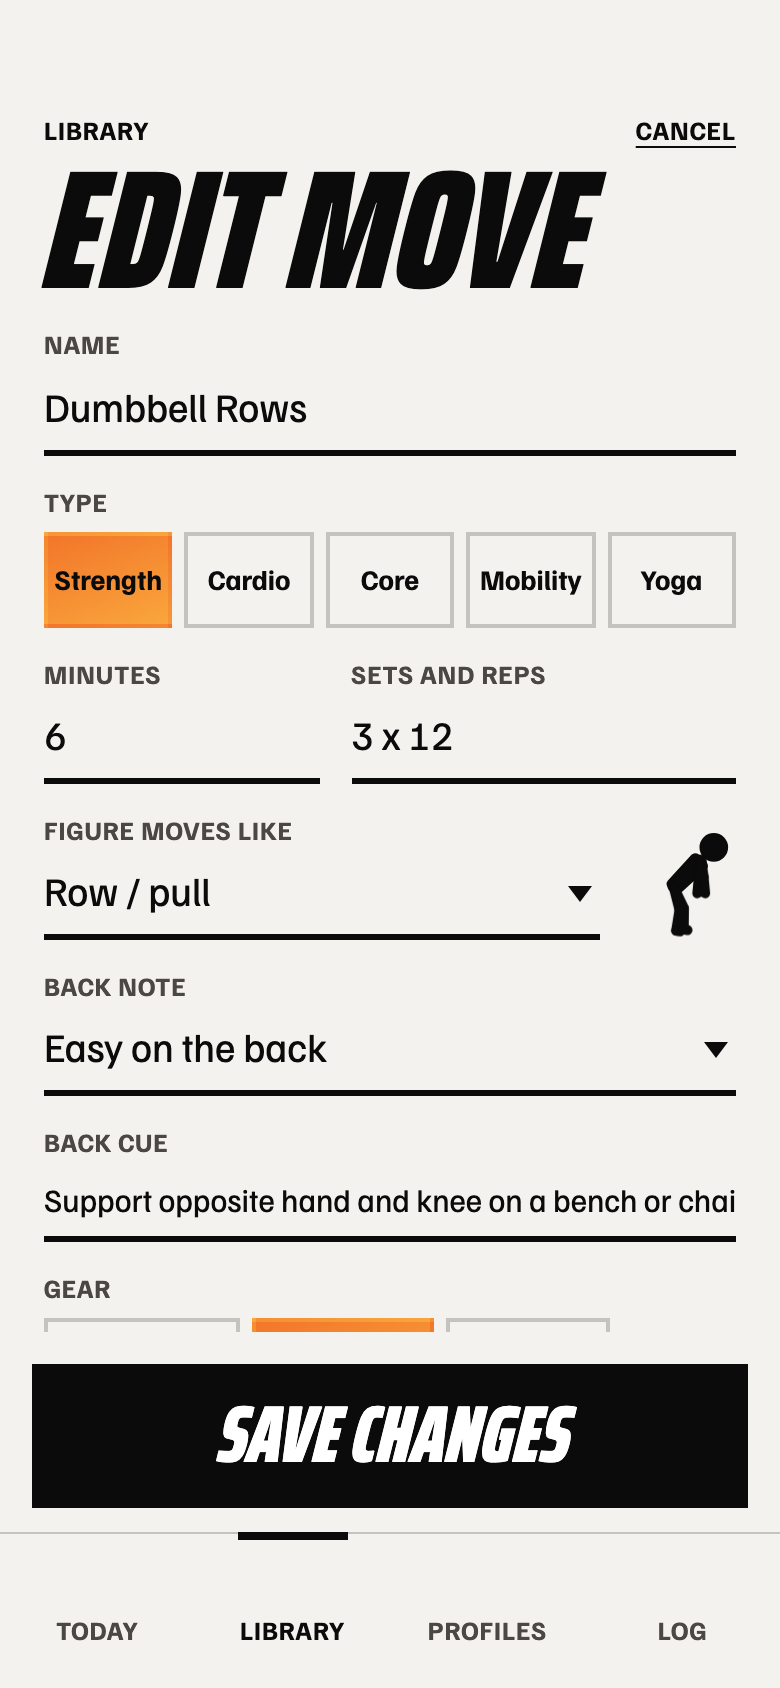 LIBRARY CANCEL
EDIT MOVE
NAME
Dumbbell Rows
TYPE
Strength Cardio Core Mobility Yoga
MINUTES SETS AND REPS
6 3 x 12
FIGURE MOVES LIKE
Row / pull
BACK NOTE
Easy on the back
BACK CUE
Support opposite hand and knee on a bench or chai
GEAR
SAVE CHANGES
TODAY LIBRARY PROFILES LOG